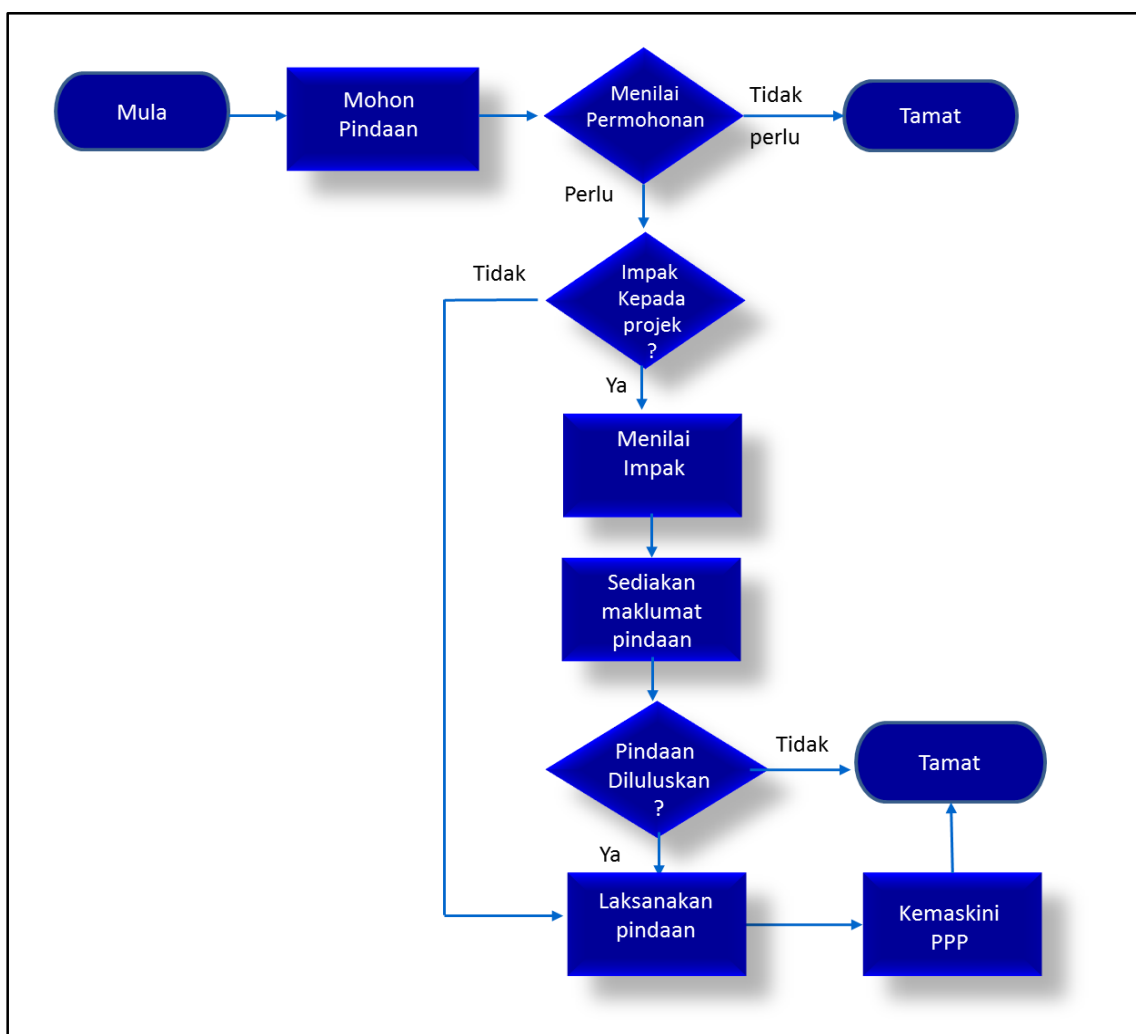 Mula
Mohon
Pindaan
Menilai
Permohonan
Tidak
perlu
Tamat
Perlu
Tidak
Impak
Kepada
projek
?
Ya
Menilai
Impak
Sediakan
maklumat
pindaan
Pindaan
Diluluskan
?
Tidak
Tamat
Ya
Laksanakan
pindaan
Kemaskini
PPP